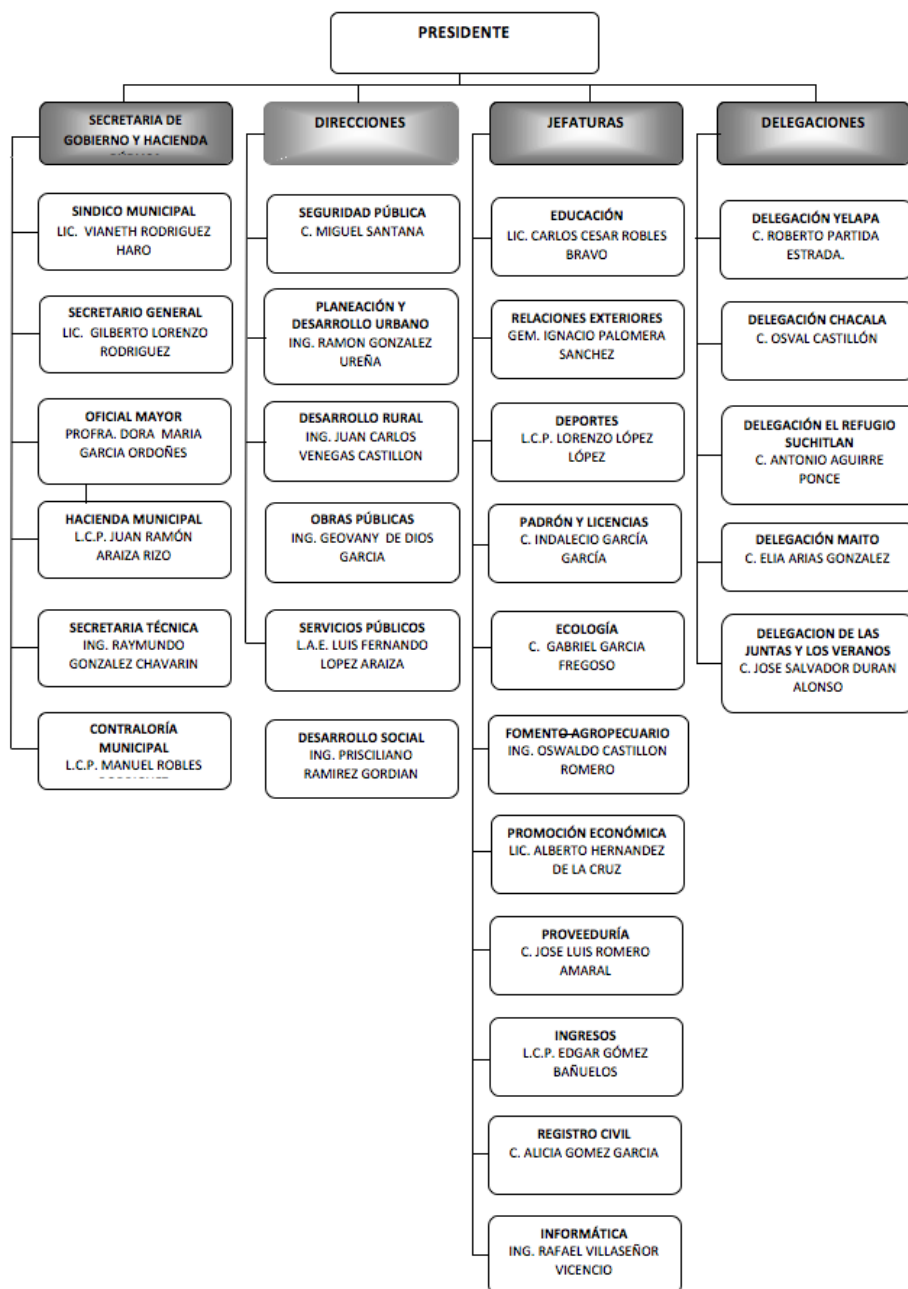 PRESIDENTE
SECRETARIA DE
GOBIERNO Y HACIENDA
SINDICO MUNICIPAL
LIC. VIANETH RODRIGUEZ
HARO
SECRETARIO GENERAL
LIC. GILBERTO LORENZO
RODRIGUEZ
OFICIAL MAYOR
PROFRA. DORA MARIA
GARCIA ORDOÑES
HACIENDA MUNICIPAL
L.C.P. JUAN RAMÓN
ARAIZA RIZO
SECRETARIA TÉCNICA
ING. RAYMUNDO
GONZALEZ CHAVARIN
CONTRALORÍA
MUNICIPAL
L.C.P. MANUEL ROBLES
DIRECCIONES
SEGURIDAD PÚBLICA
C. MIGUEL SANTANA
PLANEACIÓN Y
DESARROLLO URBANO
ING. RAMON GONZALEZ
UREÑA
DESARROLLO RURAL
ING. JUAN CARLOS
VENEGAS CASTILLON
OBRAS PÚBLICAS
ING. GEOVANY DE DIOS
GARCIA
SERVICIOS PÚBLICOS
L.A.E. LUIS FERNANDO
LOPEZ ARAIZA
DESARROLLO SOCIAL
ING. PRISCILIANO
RAMIREZ GORDIAN
JEFATURAS
EDUCACIÓN
LIC. CARLOS CESAR ROBLES
BRAVO
RELACIONES EXTERIORES
GEM. IGNACIO PALOMERA
SANCHEZ
DEPORTES
L.C.P. LORENZO LÓPEZ
LÓPEZ
PADRÓN Y LICENCIAS
C. INDALECIO GARCÍA
GARCÍA
ECOLOGÍA
C. GABRIEL GARCIA
FREGOSO
FOMENTO AGROPECUARIO
ING. OSWALDO CASTILLON
ROMERO
PROMOCIÓN ECONÓMICA
LIC. ALBERTO HERNANDEZ
DE LA CRUZ
PROVEEDURÍA
C. JOSE LUIS ROMERO
AMARAL
INGRESOS
L.C.P. EDGAR GÓMEZ
BAÑUELOS
REGISTRO CIVIL
C. ALICIA GOMEZ GARCIA
INFORMÁTICA
ING. RAFAEL VILLASEÑOR
VICENCIO
DELEGACIONES
DELEGACIÓN YELAPA
C. ROBERTO PARTIDA
ESTRADA.
DELEGACIÓN CHACALA
C. OSVAL CASTILLÓN
DELEGACIÓN EL REFUGIO
SUCHITLAN
C. ANTONIO AGUIRRE
PONCE
DELEGACIÓN MAITO
C. ELIA ARIAS GONZALEZ
DELEGACION DE LAS
JUNTAS Y LOS VERANOS
C. JOSE SALVADOR DURAN
ALONSO